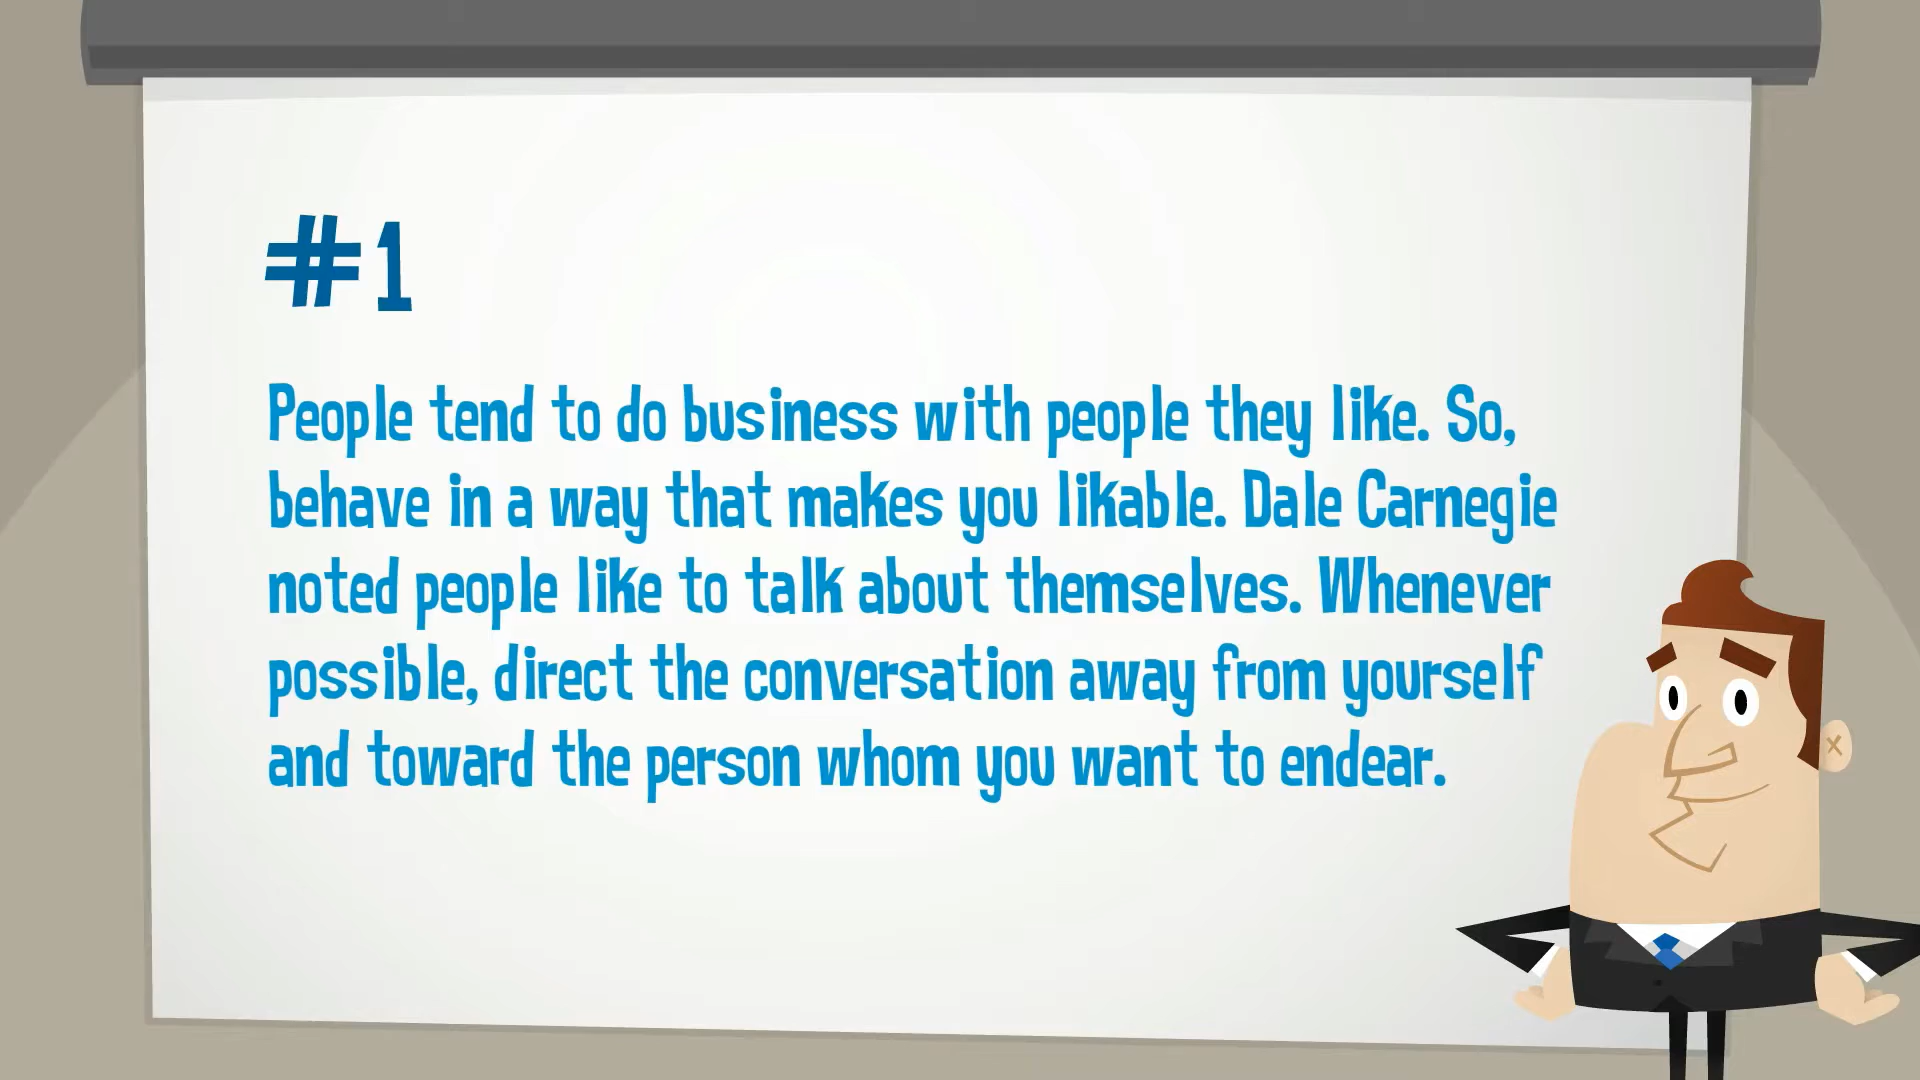 #1
People tend to do business with people they like. So,
behave in a way that makes you likable. Dale Carnegie
noted people like to talk about themselves. Whenever
possible, direct the conversation away from yourself
and toward the person whom you want to endear.